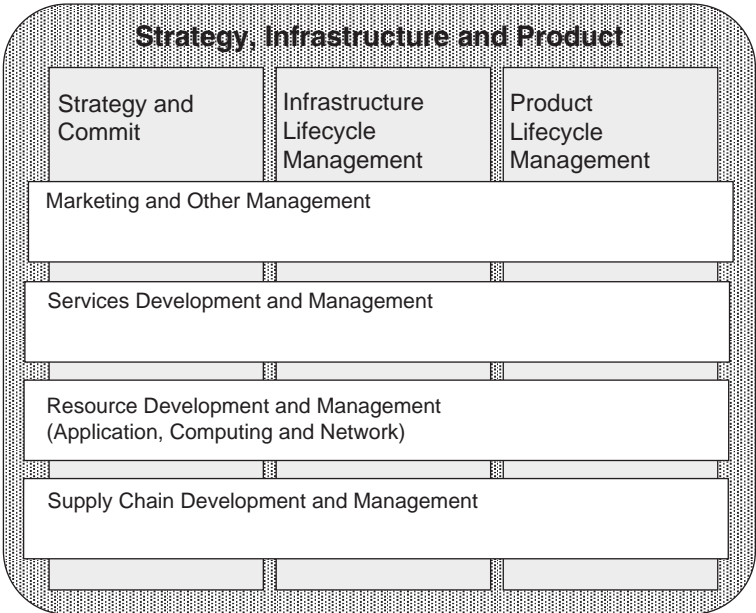 Strategy, Infrastructure and Product
Strategy and
Commit
Infrastructure
Lifecycle
Management
Product
Lifecycle
Management
Marketing and Other Management
Services Development and Management
Resource Development and Management
(Application, Computing and Network)
Supply Chain Development and Management